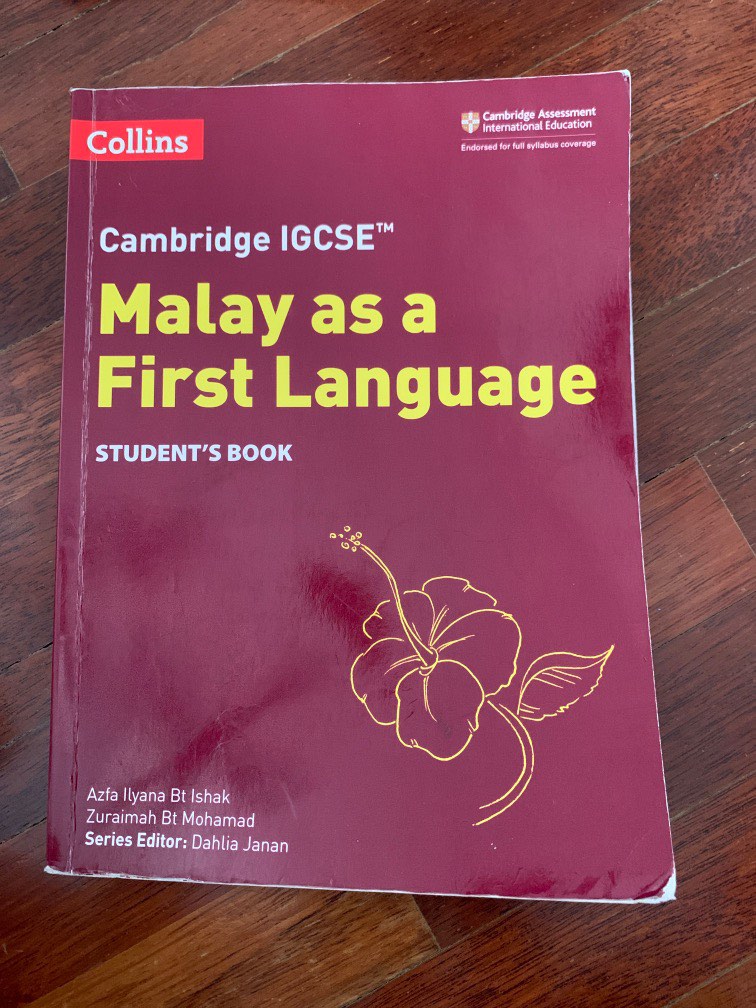 Collins
Cambridge Assessment
International Education
Endorsed for full syllabus coverage
Cambridge IGCSE™
Malay as a
First Language
STUDENT'S BOOK
Azfa Ilyana Bt Ishak
Zuraimah Bt Mohamad
Series Editor: Dahlia Janan